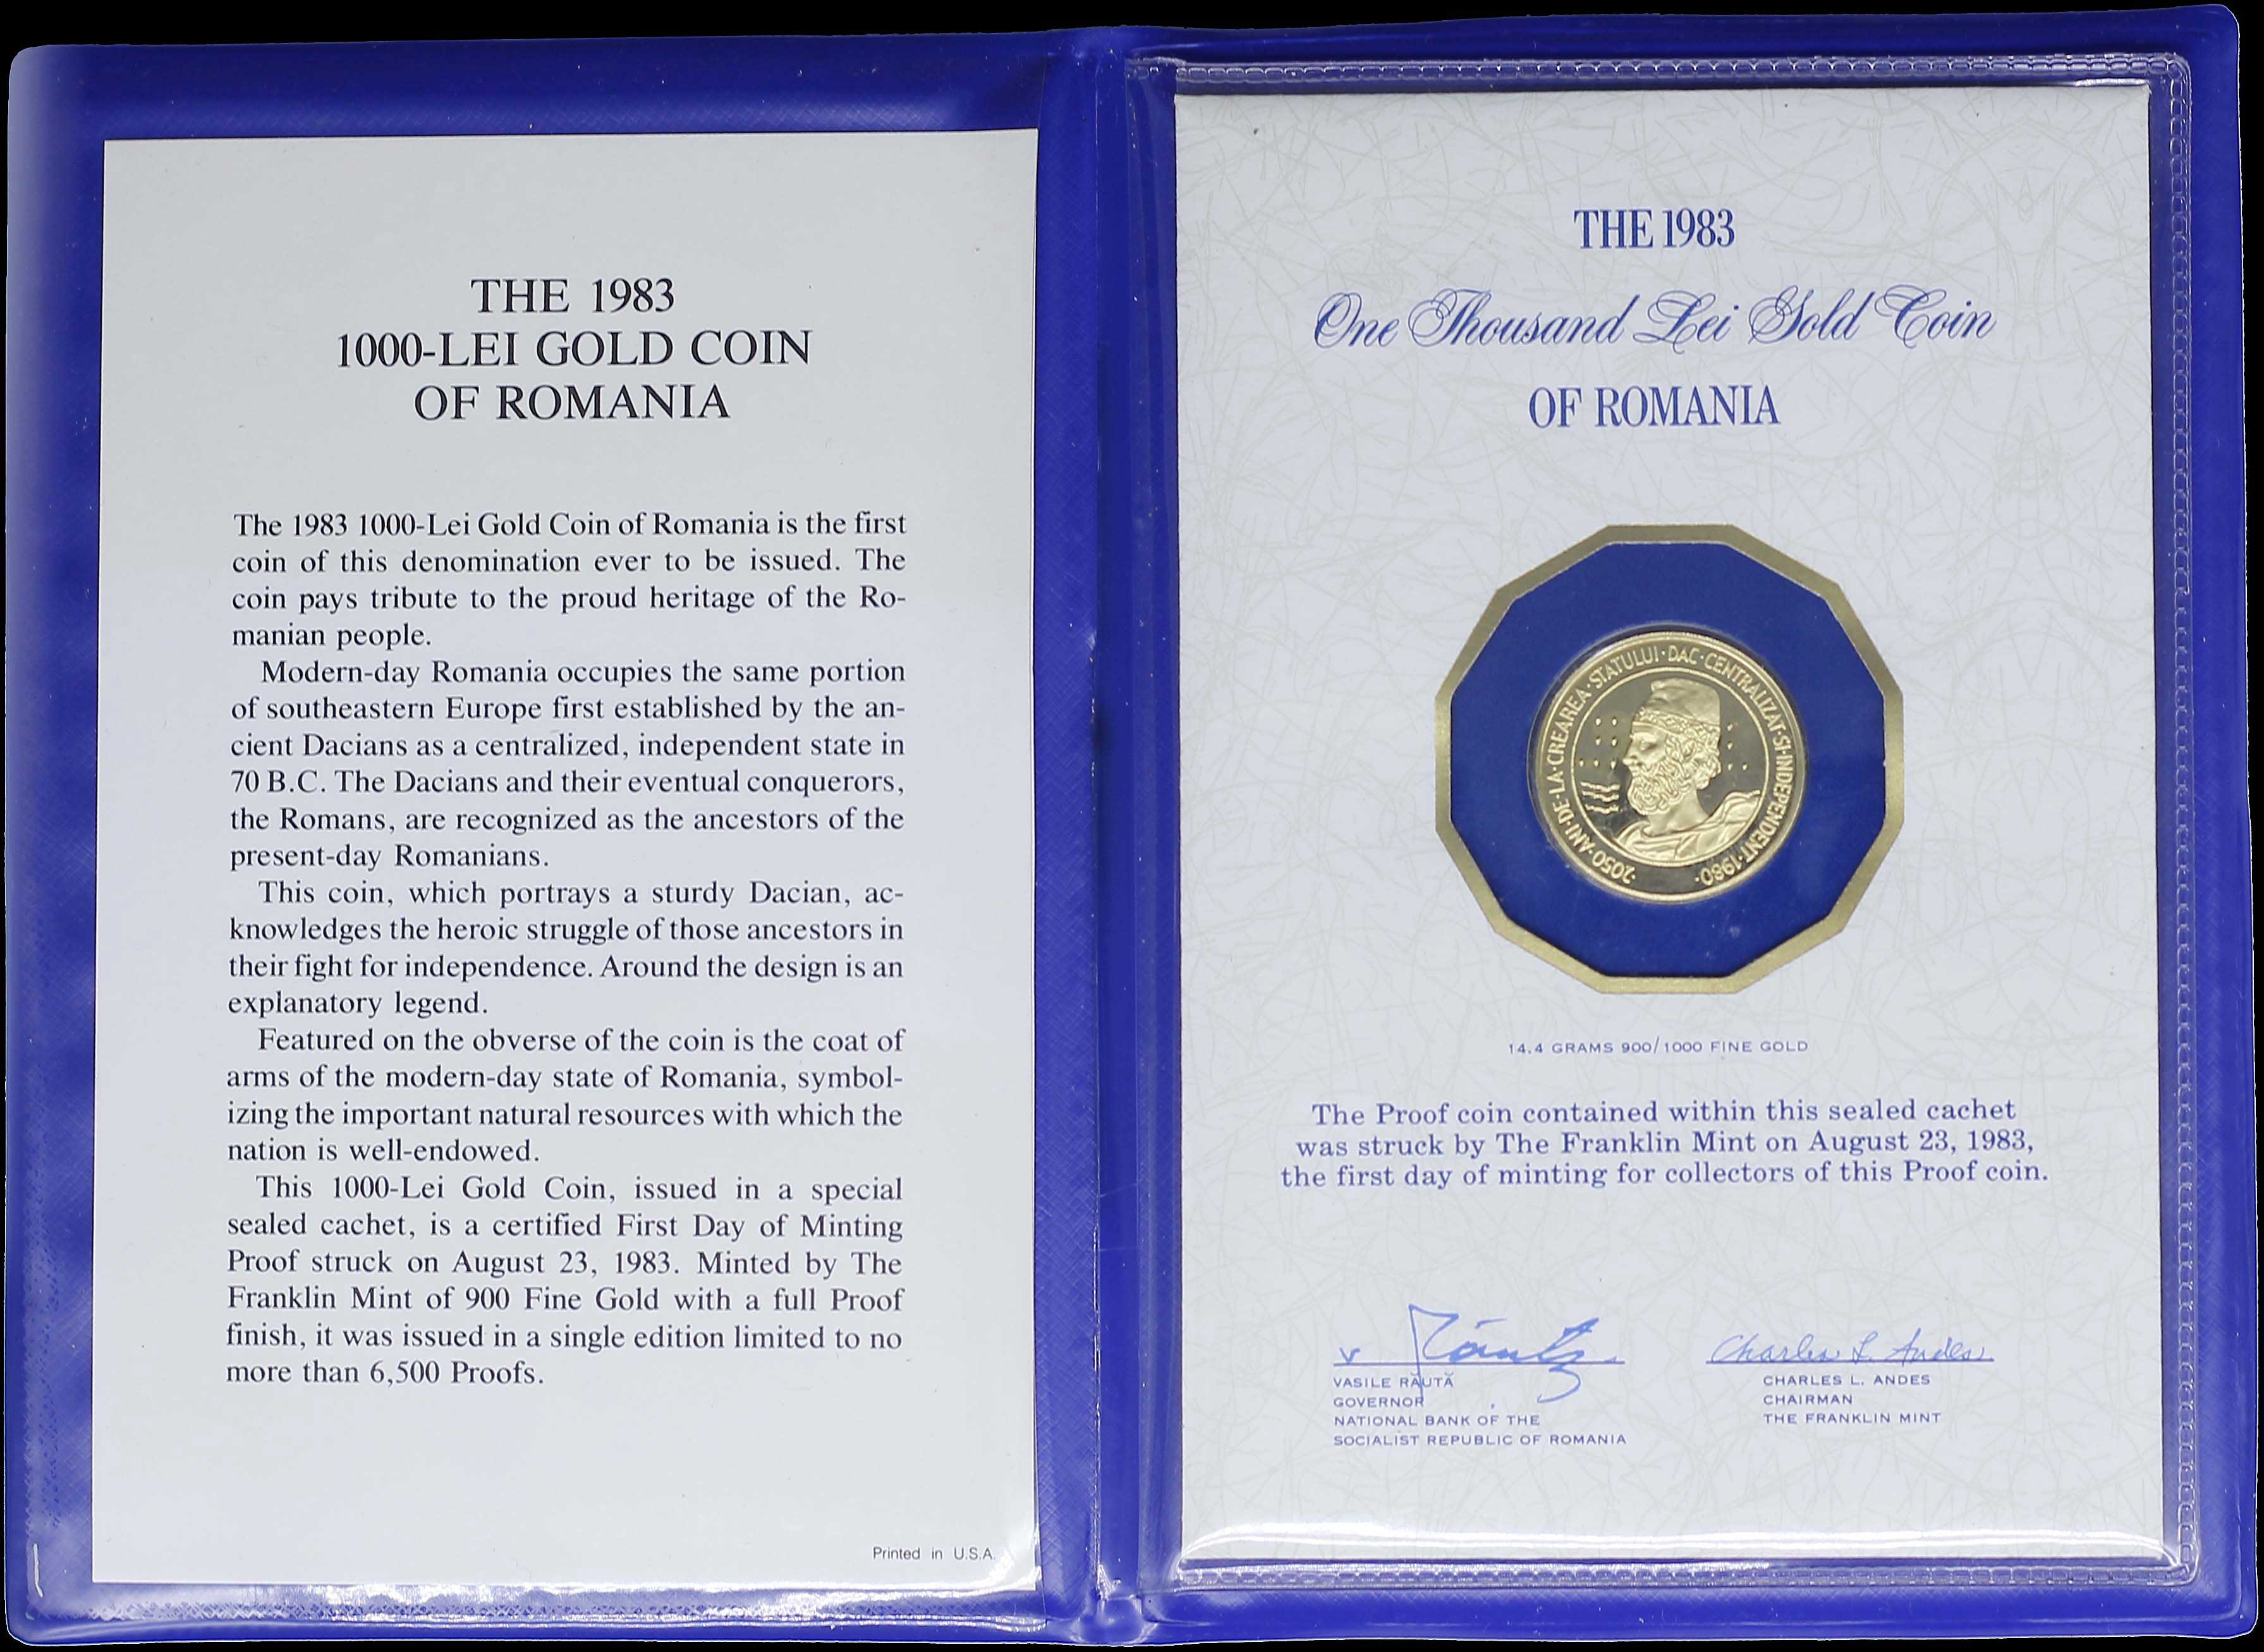 THE 1983
1000-LEI GOLD COIN
OF ROMANIA
The 1983 1000-Lei Gold Coin of Romania is the first
coin of this denomination ever to be issued. The
coin pays tribute to the proud heritage of the Ro-
manian people.
Modern-day Romania occupies the same portion
of southeastern Europe first established by the an-
cient Dacians as a centralized, independent state in
70 B.C. The Dacians and their eventual conquerors,
the Romans, are recognized as the ancestors of the
present-day Romanians.
This coin, which portrays a sturdy Dacian, ac-
knowledges the heroic struggle of those ancestors in
their fight for independence. Around the design is an
explanatory legend.
Featured on the obverse of the coin is the coat of
arms of the modern-day state of Romania, symbol-
izing the important natural resources with which the
nation is well-endowed.
This 1000-Lei Gold Coin, issued in a special
sealed cachet, is a certified First Day of Minting
Proof struck on August 23, 1983. Minted by The
Franklin Mint of 900 Fine Gold with a full Proof
finish, it was issued in a single edition limited to no
more than 6,500 Proofs.
Printed in U.S.A.
THE 1983
One Thousand Lei Gold Coin
OF ROMANIA
·2050·ANI·DE·LA·CREAREA·STATULUI·DAC·CENTRALIZAT·SI·INDEPENDENT·1980·
14.4 GRAMS 900/1000 FINE GOLD
The Proof coin contained within this sealed cachet
was struck by The Franklin Mint on August 23, 1983,
the first day of minting for collectors of this Proof coin.
V Răută
Charles L. Andes
VASILE RĂUTĂ
GOVERNOR
NATIONAL BANK OF THE
SOCIALIST REPUBLIC OF ROMANIA
CHARLES L. ANDES
CHAIRMAN
THE FRANKLIN MINT